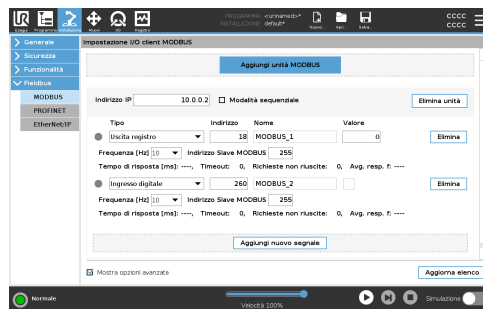 UR
PROGRAMMA <unnamed>*
INSTALLAZIONE default*
CCCC
CCCC
Esegui Programma Installazione Muovi I/O Registro Nuovo... Apri... Salva...
Generale
Impostazione I/O client MODBUS
Sicurezza
Funzionalità
Fieldbus
MODBUS
PROFINET
EtherNet/IP
Aggiungi unità MODBUS
Indirizzo IP 10.0.0.2 Modalità sequenziale Elimina unità
Tipo Indirizzo Nome Valore
Uscita registro 18 MODBUS_1 0 Elimina
Frequenza [Hz] 10 Indirizzo Slave MODBUS 255
Tempo di risposta [ms]: ----, Timeout: 0, Richieste non riuscite: 0, Avg. resp. f: ----
Ingresso digitale 260 MODBUS_2 Elimina
Frequenza [Hz] 10 Indirizzo Slave MODBUS 255
Tempo di risposta [ms]: ----, Timeout: 0, Richieste non riuscite: 0, Avg. resp. f: ----
Aggiungi nuovo segnale
Mostra opzioni avanzate Aggiorna elenco
Normale
Velocità 100%
Simulazione